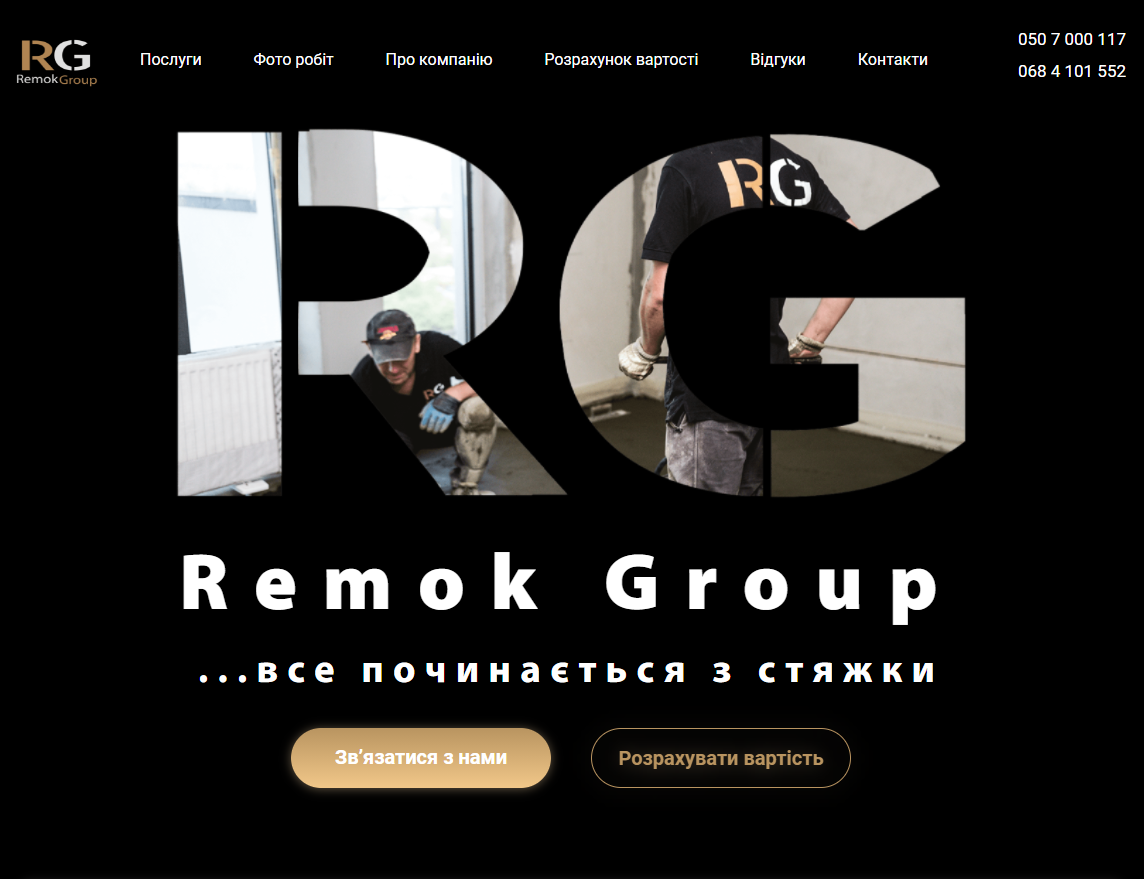 RG
RemokGroup
Послуги
Фото робіт
Про компанію
Розрахунок вартості
Відгуки
Контакти
050 7 000 117
068 4 101 552
RG
RG
RG
Remok Group
...все починається з стяжки
Зв’язатися з нами
Розрахувати вартість